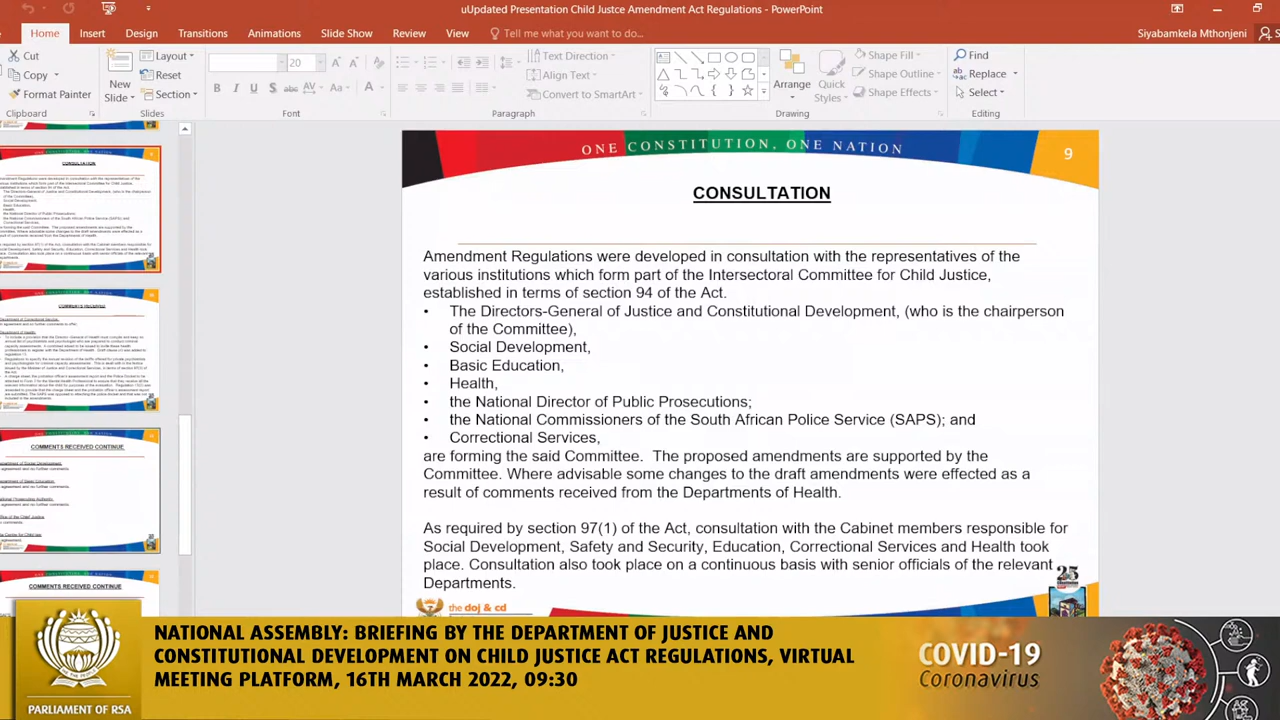 uUpdated Presentation Child Justce Amendment Act Regulations - PowerPoint
Home Insert Design Transitions Animations Slide Show Review View Tell me what you want to do... Siyabamkela Mthonjeni
Cut
Copy
Format Painter
Clipboard
New Slide
Layout
Reset
Section
Slides
20
B I U S abc AV Aa A
Font
Text Direction
Align Text
Convert to SmartArt
Paragraph
Arrange
Quick Styles
Shape Fill
Shape Outline
Shape Effects
Drawing
Find
Replace
Select
Editing
CONSULTATION
COMMENTS RECEIVED
COMMENTS RECEIVED CONTINUE
COMMENTS RECEIVED CONTINUE
ONE CONSTITUTION, ONE NATION
9
CONSULTATION
Amendment Regulations were developed in consultation with the representatives of the
various institutions which form part of the Intersectoral Committee for Child Justice,
established in terms of section 94 of the Act.
• The Directors-General of Justice and Constitutional Development, (who is the chairperson
of the Committee),
• Social Development,
• Basic Education,
• Health,
• the National Director of Public Prosecutions;
• the National Commissioners of the South African Police Service (SAPS); and
• Correctional Services,
are forming the said Committee. The proposed amendments are supported by the
Committee. Where advisable some changes to the draft amendments were effected as a
result of comments received from the Departments of Health.
As required by section 97(1) of the Act, consultation with the Cabinet members responsible for
Social Development, Safety and Security, Education, Correctional Services and Health took
place. Consultation also took place on a continuous basis with senior officials of the relevant
Departments.
the doj & cd
25
NATIONAL ASSEMBLY: BRIEFING BY THE DEPARTMENT OF JUSTICE AND
CONSTITUTIONAL DEVELOPMENT ON CHILD JUSTICE ACT REGULATIONS, VIRTUAL
MEETING PLATFORM, 16TH MARCH 2022, 09:30
PARLIAMENT OF RSA
COVID-19
Coronavirus